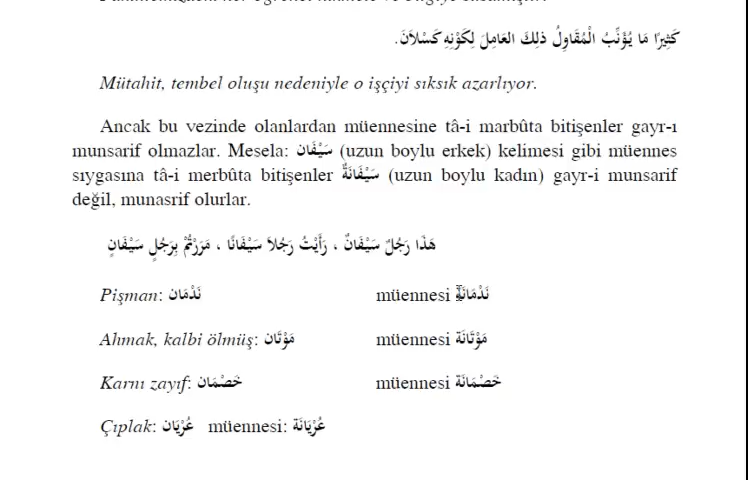 كَثِيرًا مَا يُؤَنِّبُ الْمُقَاوِلُ ذلِكَ العَامِلَ لِكَوْنِهِ كَسْلاَنَ.
Mütahit, tembel oluşu nedeniyle o işçiyi sıksık azarlıyor.
Ancak bu vezinde olanlardan müennesine tâ-i marbûta bitişenler gayr-ı
munsarif olmazlar. Mesela: سَيْفَان (uzun boylu erkek) kelimesi gibi müennes
sıygasına tâ-i merbûta bitişenler سَيْفَانَةٌ (uzun boylu kadın) gayr-i munsarif
değil, munasrif olurlar.
هَذَا رَجُلٌ سَيْفَانٌ ، رَأَيْتُ رَجُلاً سَيْفَانًا ، مَرَرْتُمْ بِرَجُلٍ سَيْفَانٍ
Pişman: نَدْمَان müennesi نَدْمَانَة
Ahmak, kalbi ölmüş: مَوْتَان müennesi مَوْتَانَة
Karnı zayıf: خَصْمَان müennesi خَصْمَانَة
Çıplak: عُرْيَان müennesi: عُرْيَانَة